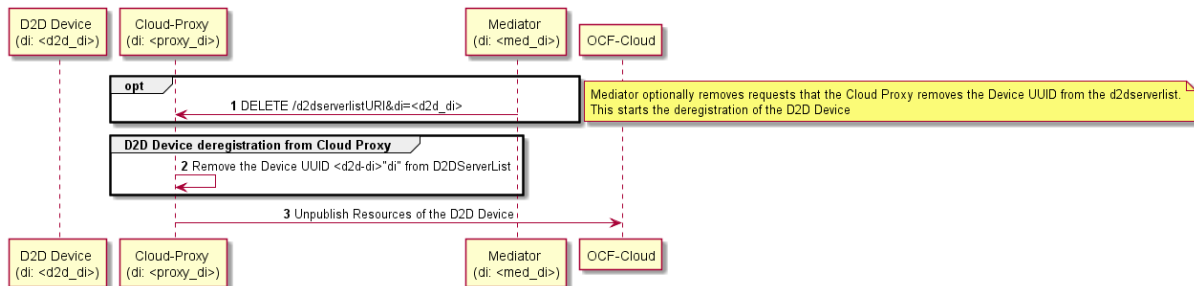 D2D Device
(di: <d2d_di>)
Cloud-Proxy
(di: <proxy_di>)
Mediator
(di: <med_di>)
OCF-Cloud
opt
1 DELETE /d2dserverlistURI&di=<d2d_di>
Mediator optionally removes requests that the Cloud Proxy removes the Device UUID from the d2dserverlist.
This starts the deregistration of the D2D Device
D2D Device deregistration from Cloud Proxy
2 Remove the Device UUID <d2d-di>"di" from D2DServerList
3 Unpublish Resources of the D2D Device
D2D Device
(di: <d2d_di>)
Cloud-Proxy
(di: <proxy_di>)
Mediator
(di: <med_di>)
OCF-Cloud